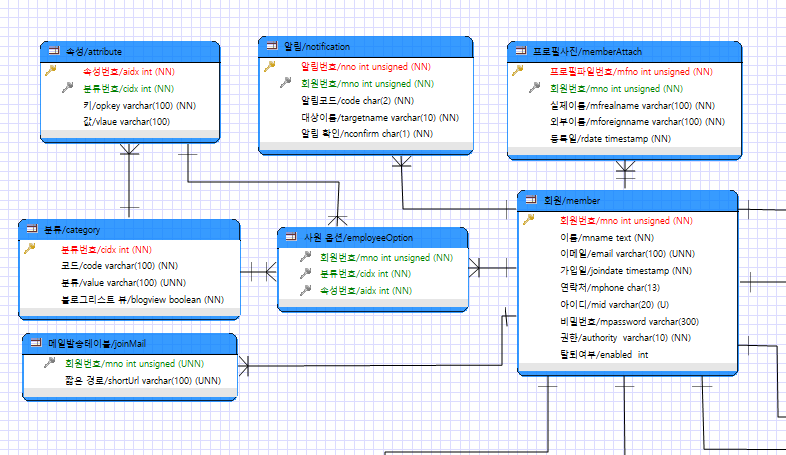 속성/attribute
속성번호/aidx int (NN)
분류번호/cidx int (NN)
키/opkey varchar(100) (NN)
값/vlaue varchar(100)
알림/notification
알림번호/nno int unsigned (NN)
회원번호/mno int unsigned (NN)
알림코드/code char(2) (NN)
대상이름/targetname varchar(10) (NN)
알림 확인/nconfirm char(1) (NN)
프로필사진/memberAttach
프로필파일번호/mfno int unsigned (NN)
회원번호/mno int unsigned (NN)
실제이름/mfrealname varchar(100) (NN)
외부이름/mforeignname varchar(100) (NN)
등록일/rdate timestamp (NN)
분류/category
분류번호/cidx int (NN)
코드/code varchar(100) (NN)
분류/value varchar(100) (UNN)
블로그리스트 뷰/blogview boolean (NN)
사원 옵션/employeeOption
회원번호/mno int unsigned (NN)
분류번호/cidx int (NN)
속성번호/aidx int (NN)
회원/member
회원번호/mno int unsigned (NN)
이름/mname text (NN)
이메일/email varchar(100) (UNN)
가입일/joindate timestamp (NN)
연락처/mphone char(13)
아이디/mid varchar(20) (U)
비밀번호/mpassword varchar(300)
권한/authority varchar(10) (NN)
탈퇴여부/enabled int
메일발송테이블/joinMail
회원번호/mno int unsigned (UNN)
짧은 경로/shortUrl varchar(100) (UNN)